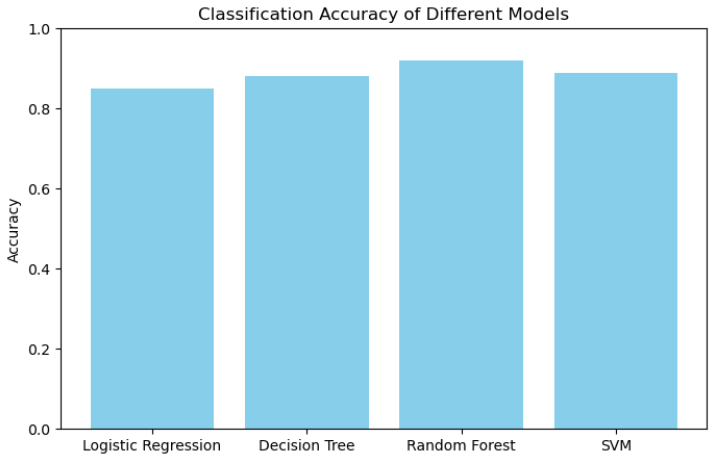 Classification Accuracy of Different Models
1.0
0.8
0.6
0.4
0.2
0.0
Accuracy
Logistic Regression Decision Tree Random Forest SVM